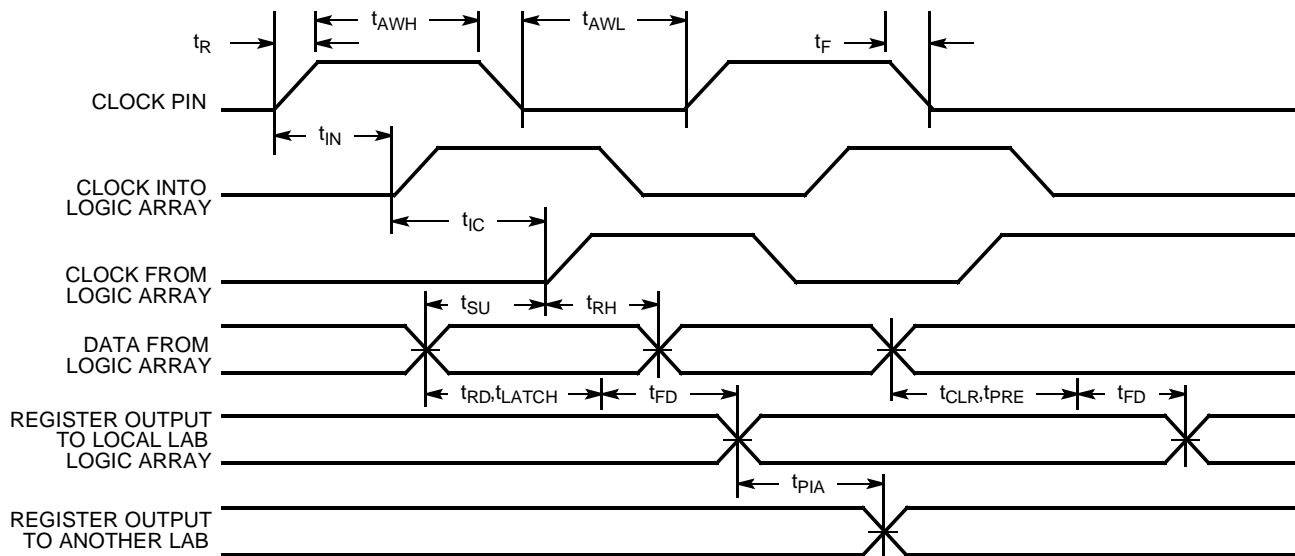 tAWH
tAWL
tR
tF
CLOCK PIN
tIN
CLOCK INTO
LOGIC ARRAY
tIC
CLOCK FROM
LOGIC ARRAY
tSU
tRH
DATA FROM
LOGIC ARRAY
tRD,tLATCH
tFD
tCLR,tPRE
tFD
REGISTER OUTPUT
TO LOCAL LAB
LOGIC ARRAY
tPIA
REGISTER OUTPUT
TO ANOTHER LAB